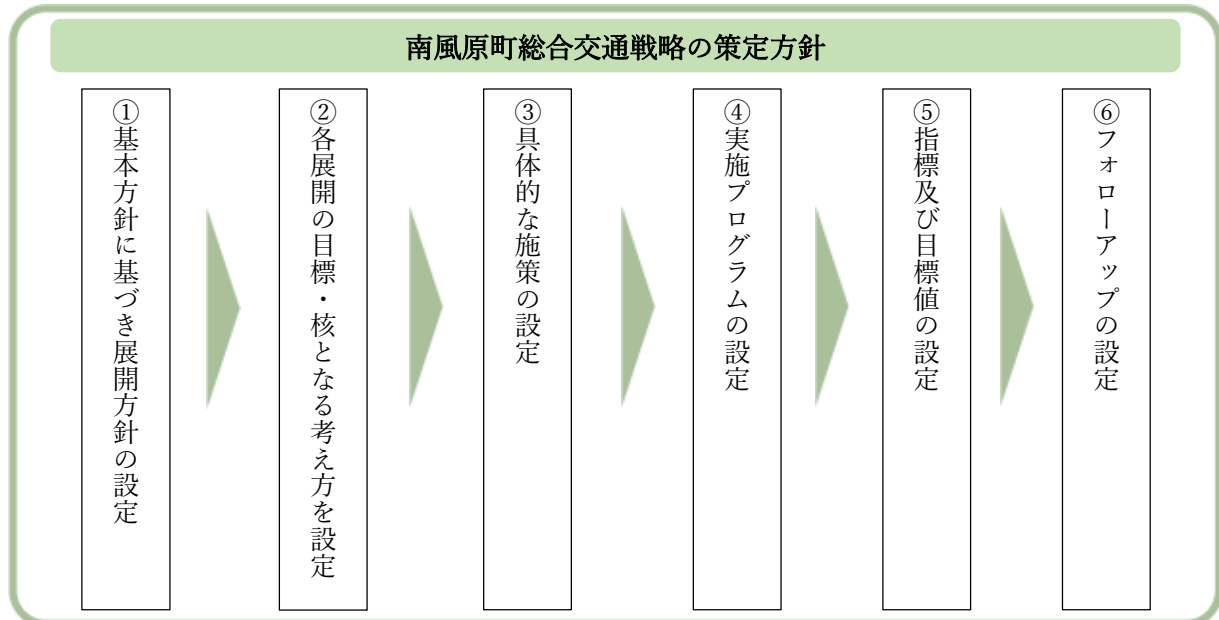 南風原町総合交通戦略の策定方針
①基本方針に基づき展開方針の設定
②各展開の目標・核となる考え方を設定
③具体的な施策の設定
④実施プログラムの設定
⑤指標及び目標値の設定
⑥フォローアップの設定